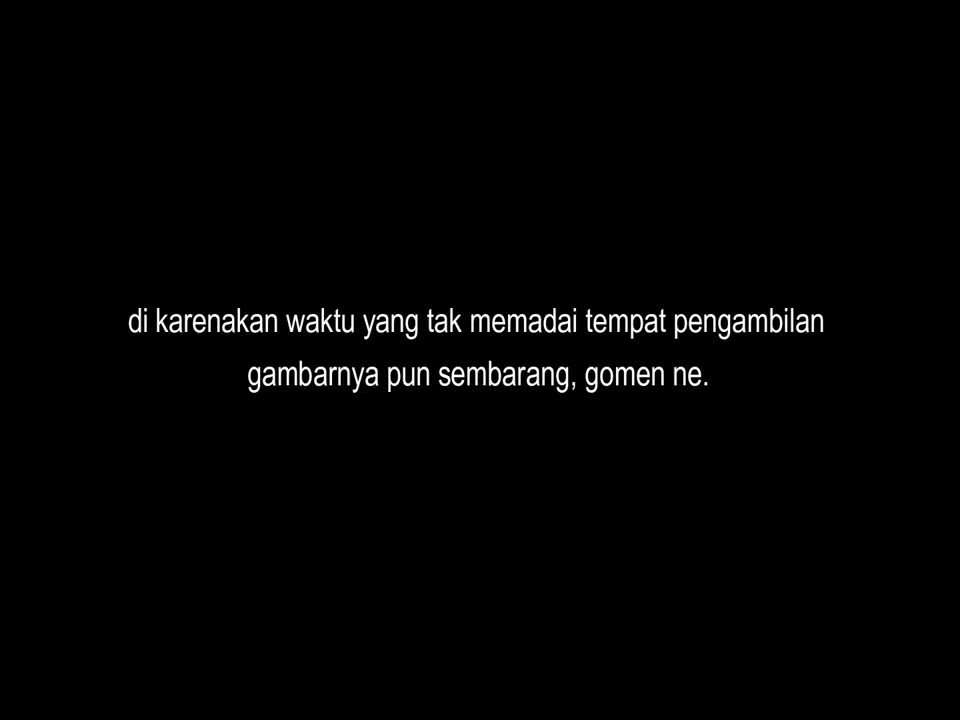 di karenakan waktu yang tak memadai tempat pengambilan
gambarnya pun sembarang, gomen ne.